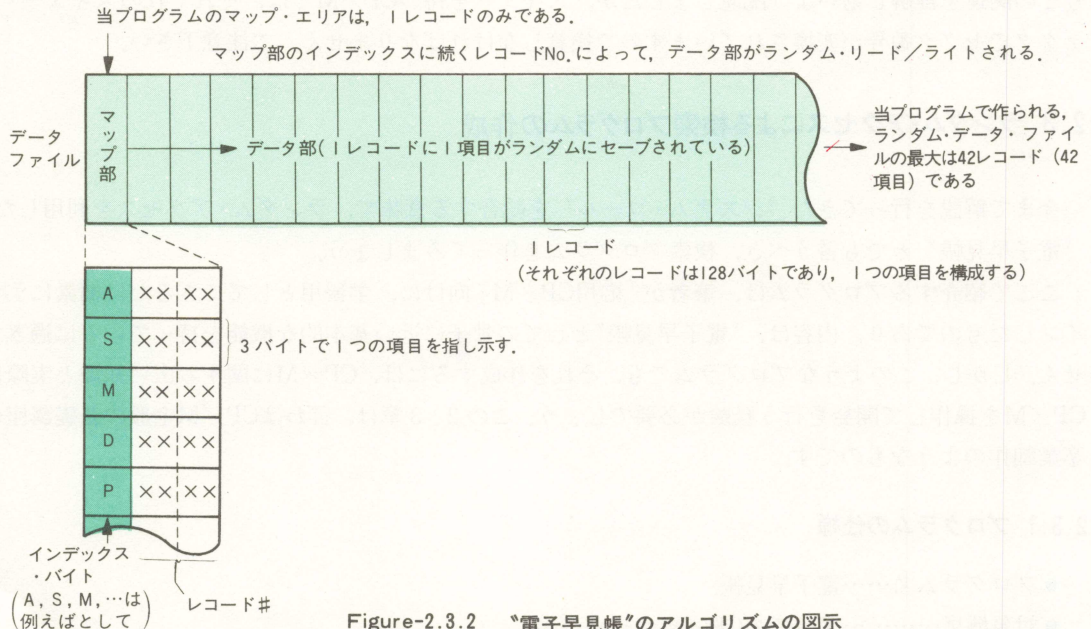 当プログラムのマップ・エリアは，1レコードのみである．
マップ部のインデックスに続くレコードNo.によって，データ部がランダム・リード／ライトされる．
データ
ファイル
マップ部
データ部(1レコードに1項目がランダムにセーブされている)
当プログラムで作られる，
ランダム・データ・ファイ
ルの最大は42レコード（42
項目）である
1レコード
(それぞれのレコードは128バイトであり，1つの項目を構成する)
A ×× ××
S ×× ××
M ×× ××
D ×× ××
P ×× ××
3バイトで1つの項目を指し示す．
インデックス
・バイト
(A，S，M，…は
例えばとして
レコード#
Figure-2.3.2 〝電子早見帳〞のアルゴリズムの図示